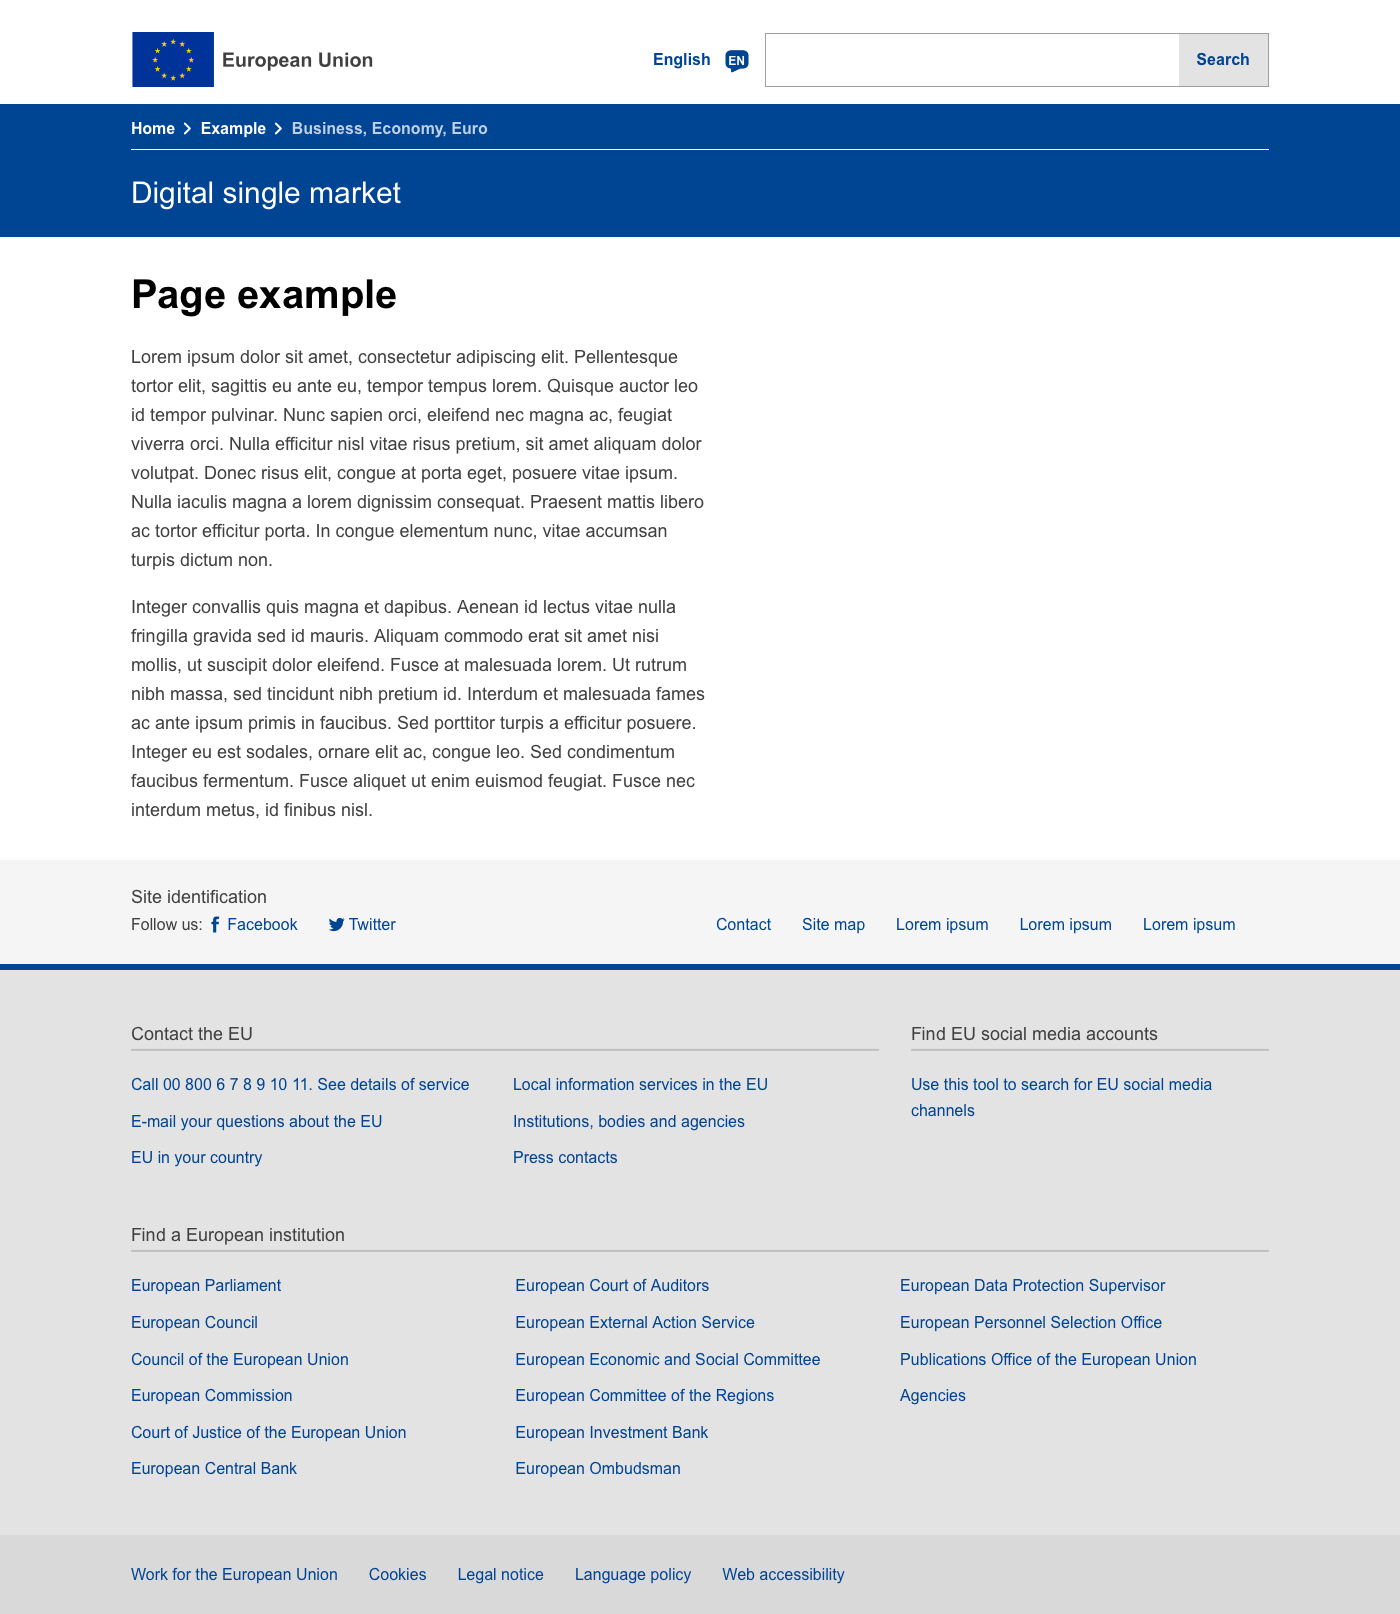 European Union
English EN Search
Home Example Business, Economy, Euro
Digital single market
Page example
Lorem ipsum dolor sit amet, consectetur adipiscing elit. Pellentesque
tortor elit, sagittis eu ante eu, tempor tempus lorem. Quisque auctor leo
id tempor pulvinar. Nunc sapien orci, eleifend nec magna ac, feugiat
viverra orci. Nulla efficitur nisl vitae risus pretium, sit amet aliquam dolor
volutpat. Donec risus elit, congue at porta eget, posuere vitae ipsum.
Nulla iaculis magna a lorem dignissim consequat. Praesent mattis libero
ac tortor efficitur porta. In congue elementum nunc, vitae accumsan
turpis dictum non.
Integer convallis quis magna et dapibus. Aenean id lectus vitae nulla
fringilla gravida sed id mauris. Aliquam commodo erat sit amet nisi
mollis, ut suscipit dolor eleifend. Fusce at malesuada lorem. Ut rutrum
nibh massa, sed tincidunt nibh pretium id. Interdum et malesuada fames
ac ante ipsum primis in faucibus. Sed porttitor turpis a efficitur posuere.
Integer eu est sodales, ornare elit ac, congue leo. Sed condimentum
faucibus fermentum. Fusce aliquet ut enim euismod feugiat. Fusce nec
interdum metus, id finibus nisl.
Site identification
Follow us: Facebook Twitter
Contact Site map Lorem ipsum Lorem ipsum Lorem ipsum
Contact the EU
Call 00 800 6 7 8 9 10 11. See details of service
E-mail your questions about the EU
EU in your country
Local information services in the EU
Institutions, bodies and agencies
Press contacts
Find EU social media accounts
Use this tool to search for EU social media
channels
Find a European institution
European Parliament
European Council
Council of the European Union
European Commission
Court of Justice of the European Union
European Central Bank
European Court of Auditors
European External Action Service
European Economic and Social Committee
European Committee of the Regions
European Investment Bank
European Ombudsman
European Data Protection Supervisor
European Personnel Selection Office
Publications Office of the European Union
Agencies
Work for the European Union Cookies Legal notice Language policy Web accessibility